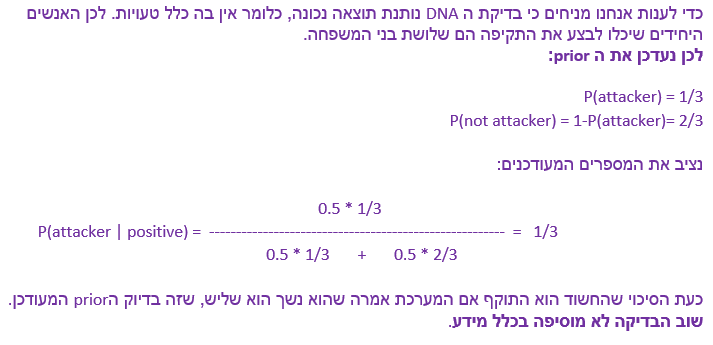 כדי לענות אנחנו מניחים כי בדיקת ה DNA נותנת תוצאה נכונה, כלומר אין בה כלל טעויות. לכן האנשים
היחידים שיכלו לבצע את התקיפה הם שלושת בני המשפחה.
לכן נעדכן את ה prior:
P(attacker) = 1/3
P(not attacker) = 1-P(attacker)= 2/3
נציב את המספרים המעודכנים:
0.5 * 1/3
P(attacker | positive) = ------------------------------------------------------- = 1/3
0.5 * 1/3 + 0.5 * 2/3
כעת הסיכוי שהחשוד הוא התוקף אם המערכת אמרה שהוא נשך הוא שליש, שזה בדיוק הprior המעודכן.
שוב הבדיקה לא מוסיפה בכלל מידע.